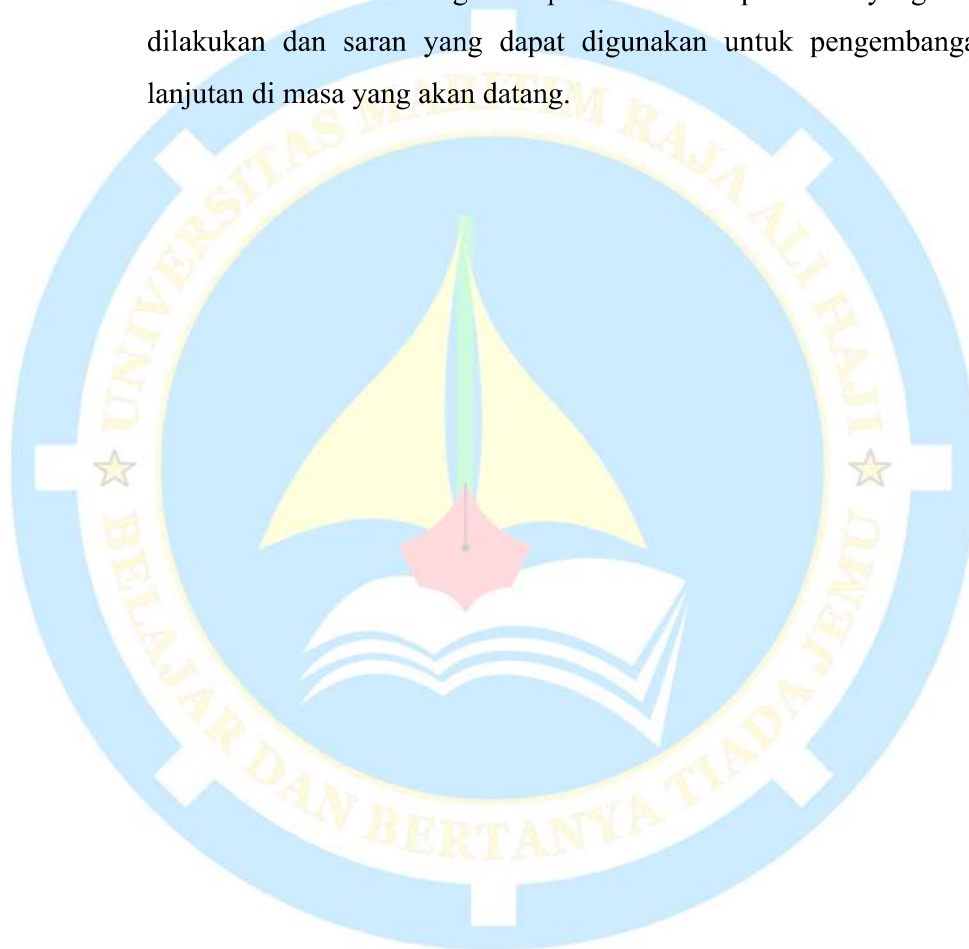 dilakukan dan saran yang dapat digunakan untuk
lanjutan di masa yang akan datang.
UNIVERSITAS MARITIM RAJA ALI HAJI
BELAJAR DAN BERTANYA TIADA JEMU